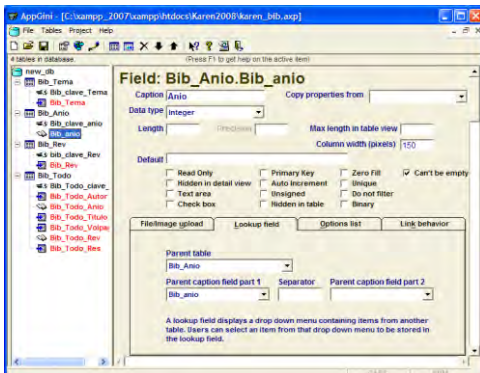 AppGini - [C:\xampp_2007\xampp\htdocs\Karen2008\karen_bib.axp]
File Tables Project Help
4 tables in database. (Press F1 to get help on the active item)
new_db
Bib_Tema
Bib_clave_Tema
Bib_Tema
Bib_Anio
Bib_clave_anio
Bib_anio
Bib_Rev
Bib_clave_Rev
Bib_Rev
Bib_Todo
Bib_Todo_clave_
Bib_Todo_Autor
Bib_Todo_Anio
Bib_Todo_Titulo
Bib_Todo_Volpa
Bib_Todo_Rev
Bib_Todo_Res
Field: Bib_Anio.Bib_anio
Caption Anio Copy properties from
Data type Integer
Length Precision Max length in table view
Column width (pixels) 150
Default
Read Only Primary Key Zero Fill Can't be empty
Hidden in detail view Auto Increment Unique
Text area Unsigned Do not filter
Check box Hidden in table Binary
File/Image upload Lookup field Options list Link behavior
Parent table
Bib_Anio
Parent caption field part 1 Separator Parent caption field part 2
Bib_anio
A lookup field displays a drop down menu containing items from another
table. Users can select an item from that drop down menu to be stored in
the lookup field.